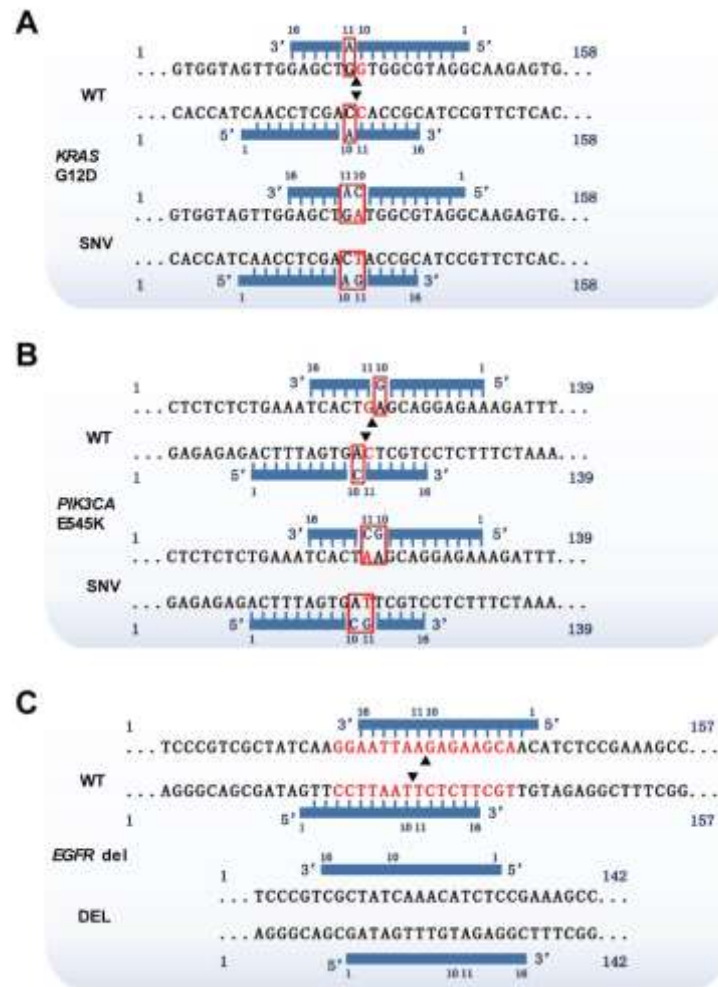 A
16 11 10 1
1 3' A 5' 158
...GTGGTAGTTGGAGCTGGTGGCGTAGGCAAGAGTG...
WT
...CACCATCAACCTCGACCACCGCATCCGTTCTCAC...
1 5' A 3' 158
1 10 11 16
KRAS
G12D
16 11 10 1
1 3' AC 5' 158
...GTGGTAGTTGGAGCTGATGGCGTAGGCAAGAGTG...
SNV
...CACCATCAACCTCGACTACCGCATCCGTTCTCAC...
1 5' AG 3' 158
1 10 11 16
B
16 11 10 1
1 3' G 5' 139
...CTCTCTCTGAAATCACTGAGCAGGAGAAAGATTT...
WT
...GAGAGAGACTTTAGTGACTCGTCCTCTTTCTAAA...
1 5' C 3' 139
1 10 11 16
PIK3CA
E545K
16 11 10 1
1 3' CG 5' 139
...CTCTCTCTGAAATCACTAAGCAGGAGAAAGATTT...
SNV
...GAGAGAGACTTTAGTGATTCGTCCTCTTTCTAAA...
1 5' CG 3' 139
1 10 11 16
C
16 11 10 1
1 3' 5' 157
...TCCCGTCGCTATCAAGGAATTAAGAGAAGCAACATCTCCGAAAGCC...
WT
...AGGGCAGCGATAGTTCCTTAATTCTCTTCGTTGTAGAGGCTTTCGG...
1 5' 3' 157
1 10 11 16
EGFR del
16 10 1
1 3' 5' 142
...TCCCGTCGCTATCAAACATCTCCGAAAGCC...
DEL
...AGGGCAGCGATAGTTTGTAGAGGCTTTCGG...
1 5' 3' 142
1 10 11 16